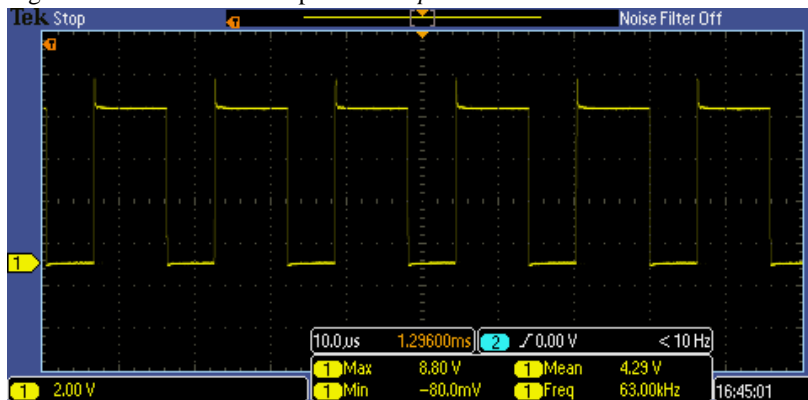 Tek Stop
Noise Filter Off
1
10.0µs 1.29600ms
2 0.00 V < 10 Hz
1 Max 8.80 V 1 Mean 4.29 V
1 2.00 V 1 Min −80.0mV 1 Freq 63.00kHz 16:45:01